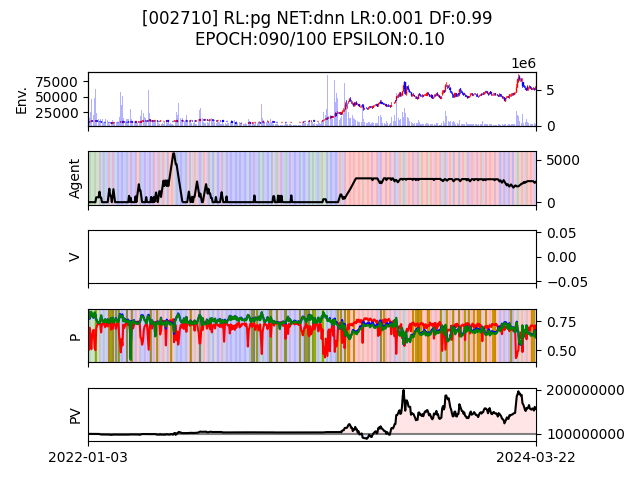 [002710] RL:pg NET:dnn LR:0.001 DF:0.99
EPOCH:090/100 EPSILON:0.10
1e6
Env.
75000
50000
25000
5
0
Agent
5000
0
V
0.05
0.00
−0.05
P
0.75
0.50
PV
200000000
100000000
2022-01-03
2024-03-22